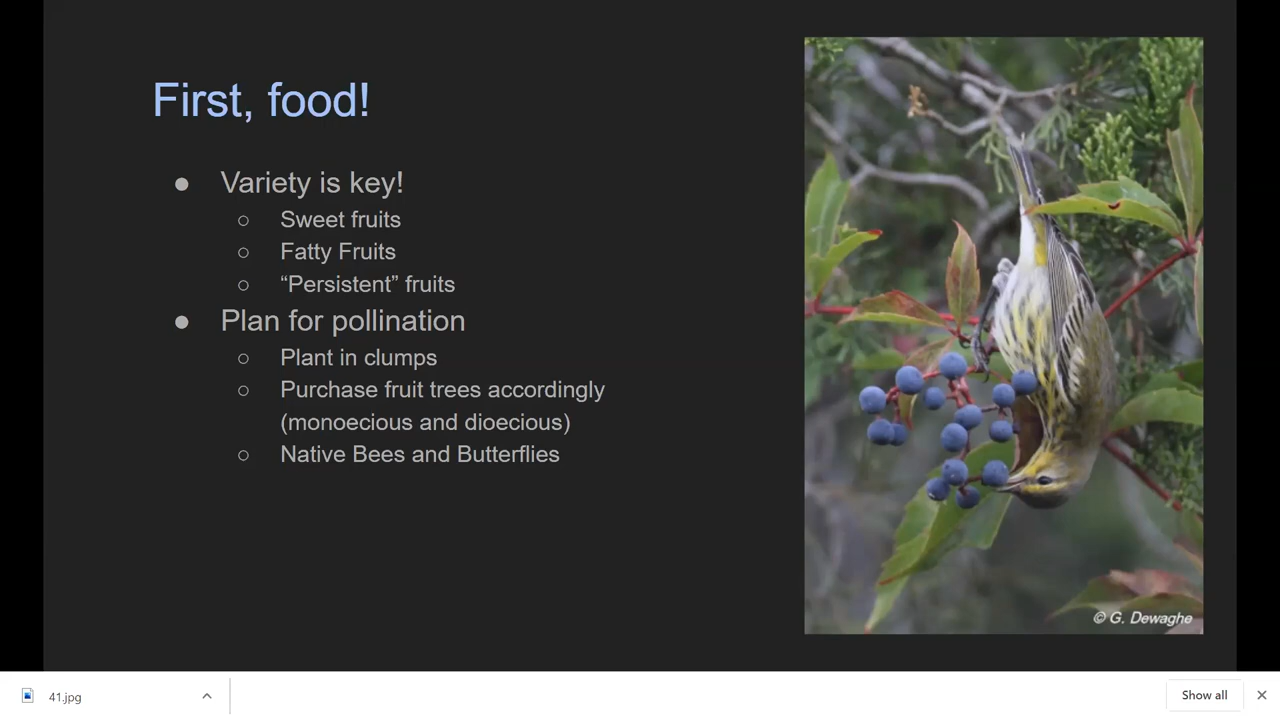 First, food!
● Variety is key!
○ Sweet fruits
○ Fatty Fruits
○ “Persistent” fruits
● Plan for pollination
○ Plant in clumps
○ Purchase fruit trees accordingly
(monoecious and dioecious)
○ Native Bees and Butterflies
© G. Dewaghe
41.jpg
Show all